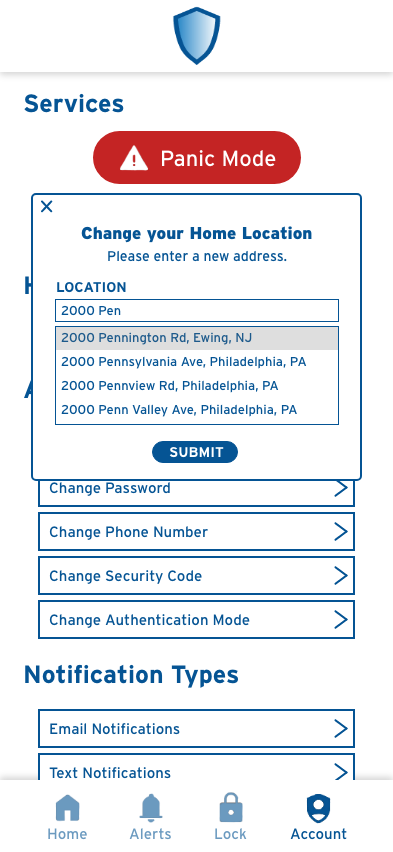 Services
Panic Mode
Change your Home Location
Please enter a new address.
LOCATION
2000 Pen
2000 Pennington Rd, Ewing, NJ
2000 Pennsylvania Ave, Philadelphia, PA
2000 Pennview Rd, Philadelphia, PA
2000 Penn Valley Ave, Philadelphia, PA
SUBMIT
Change Password
Change Phone Number
Change Security Code
Change Authentication Mode
Notification Types
Email Notifications
Text Notifications
Home
Alerts
Lock
Account